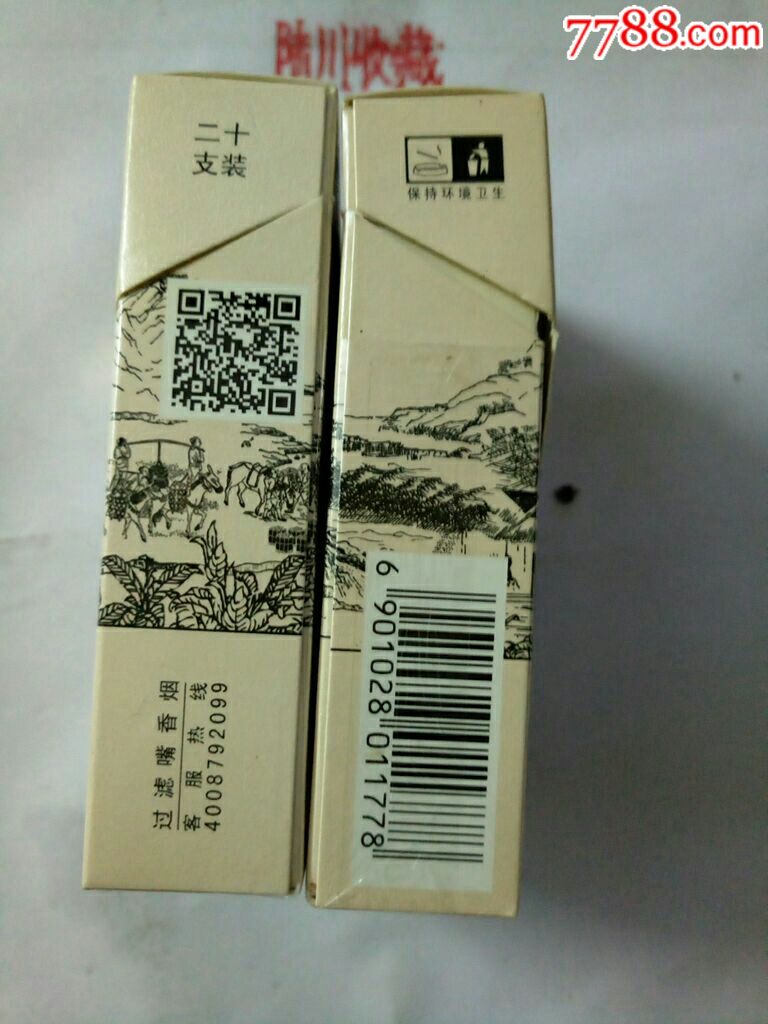 7788.com
陆川收藏
二十
支装
保持环境卫生
过滤嘴香烟
客服热线
4008792099
6 901028 011778